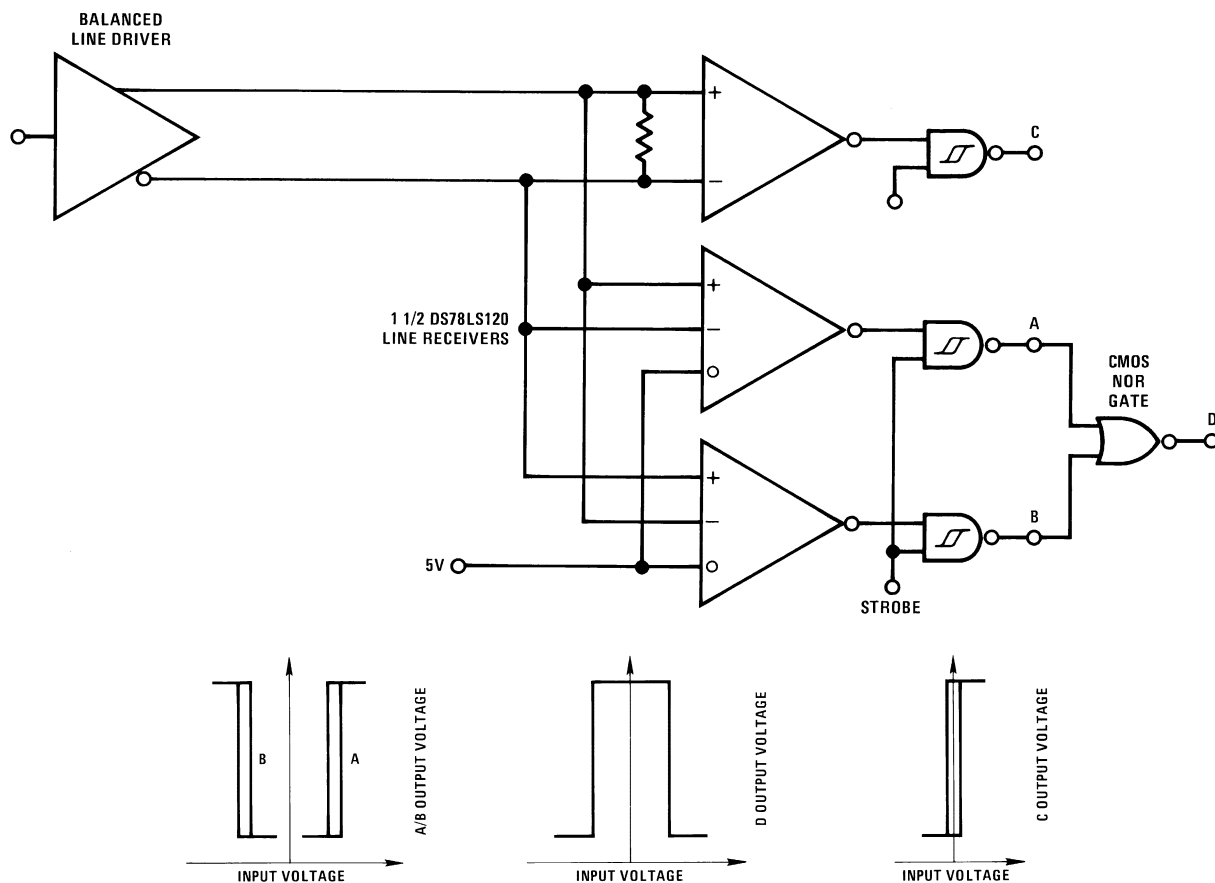 BALANCED
LINE DRIVER
+
−
C
1 1/2 DS78LS120
LINE RECEIVERS
+
−
A
CMOS
NOR
GATE
D
+
−
B
5V
STROBE
B
A
A/B OUTPUT VOLTAGE
INPUT VOLTAGE
D OUTPUT VOLTAGE
INPUT VOLTAGE
C OUTPUT VOLTAGE
INPUT VOLTAGE